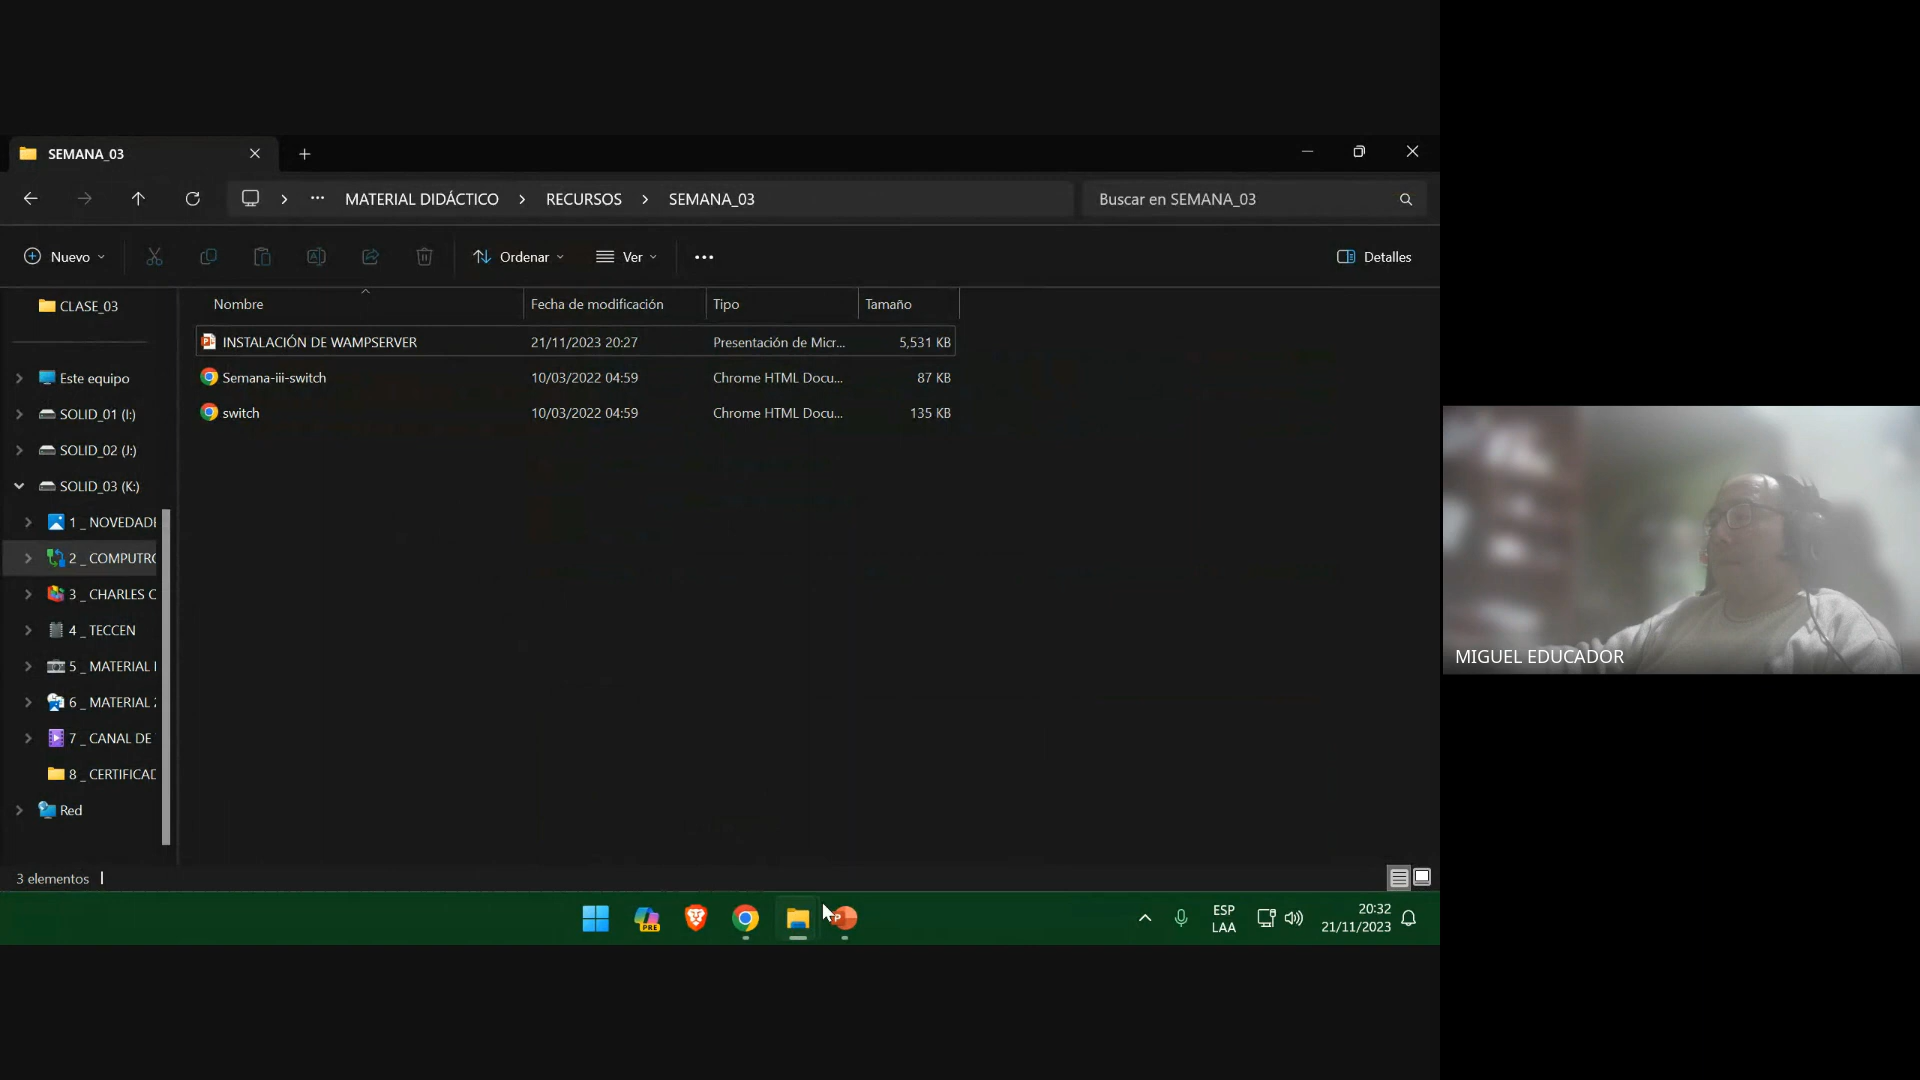 SEMANA_03
MATERIAL DIDÁCTICO
RECURSOS
SEMANA_03
Buscar en SEMANA_03
Nuevo
Ordenar
Ver
Detalles
CLASE_03
Este equipo
SOLID_01 (I:)
SOLID_02 (J:)
SOLID_03 (K:)
1 _ NOVEDADE
2 _ COMPUTRO
3 _ CHARLES C
4 _ TECCEN
5 _ MATERIAL
6 _ MATERIAL 2
7 _ CANAL DE
8 _ CERTIFICAD
Red
Nombre Fecha de modificación Tipo Tamaño
INSTALACIÓN DE WAMPSERVER 21/11/2023 20:27 Presentación de Micr... 5,531 KB
Semana-iii-switch 10/03/2022 04:59 Chrome HTML Docu... 87 KB
switch 10/03/2022 04:59 Chrome HTML Docu... 135 KB
MIGUEL EDUCADOR
3 elementos
PRE
ESP
LAA
20:32
21/11/2023